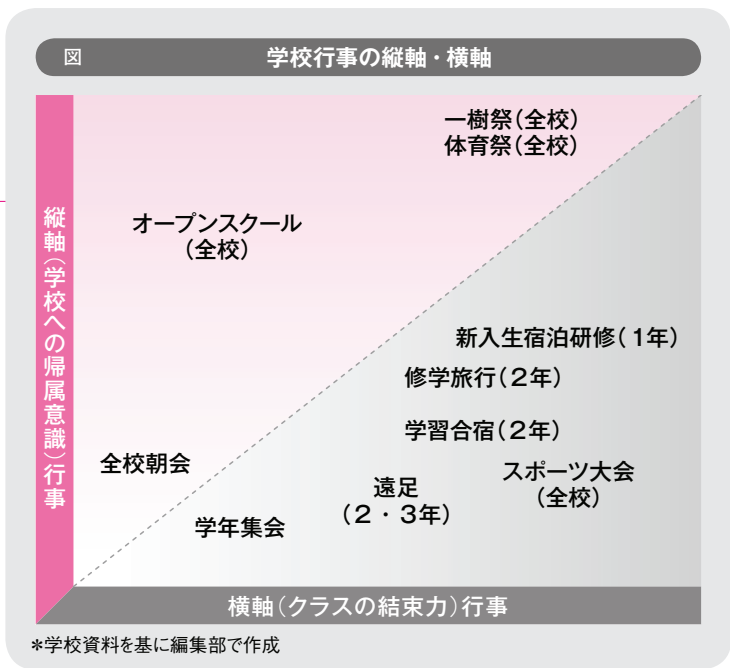 図
学校行事の縦軸・横軸
縦軸(学校への帰属意識)行事
一樹祭(全校)
体育祭(全校)
オープンスクール
(全校)
新入生宿泊研修(1年)
修学旅行(2年)
学習合宿(2年)
全校朝会
スポーツ大会
(全校)
遠足
(2・3年)
学年集会
横軸(クラスの結束力)行事
*学校資料を基に編集部で作成